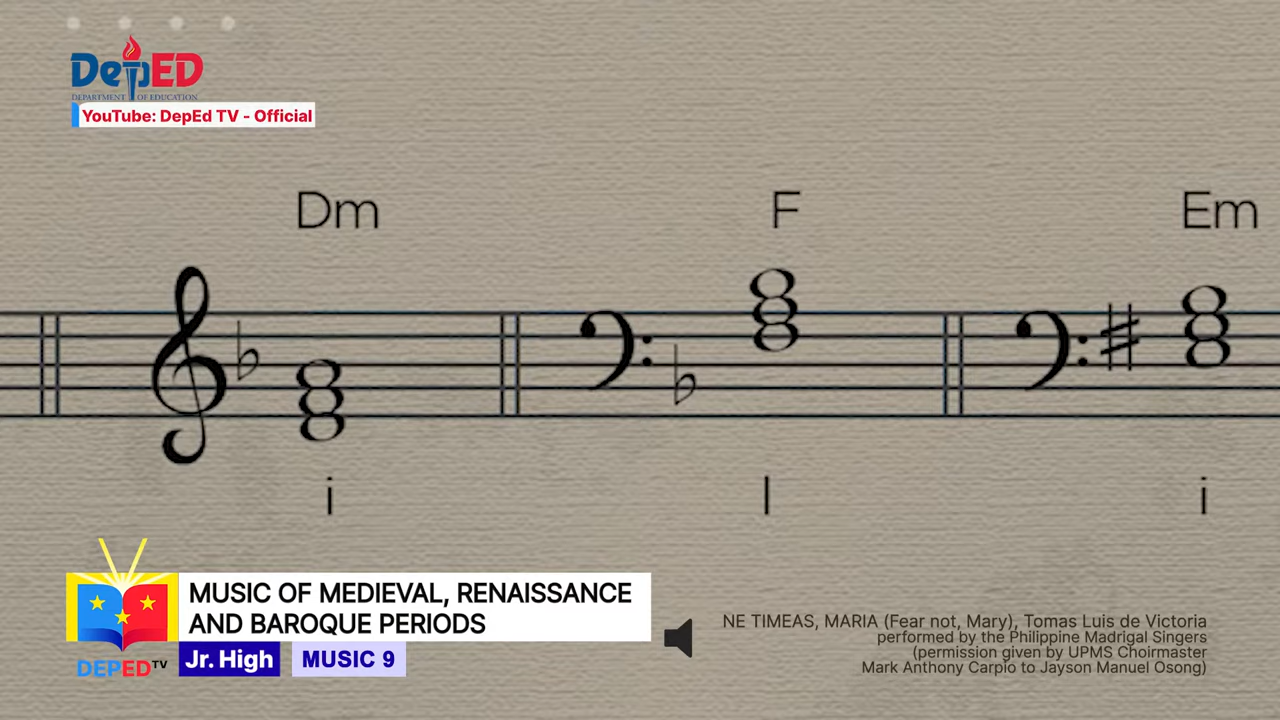 DepED
DEPARTMENT OF EDUCATION
YouTube: DepEd TV - Official
Dm F Em
i I i
MUSIC OF MEDIEVAL, RENAISSANCE
AND BAROQUE PERIODS
DEPED TV
Jr. High MUSIC 9
NE TIMEAS, MARIA (Fear not, Mary), Tomas Luis de Victoria
performed by the Philippine Madrigal Singers
(permission given by UPMS Choirmaster
Mark Anthony Carpio to Jayson Manuel Osong)